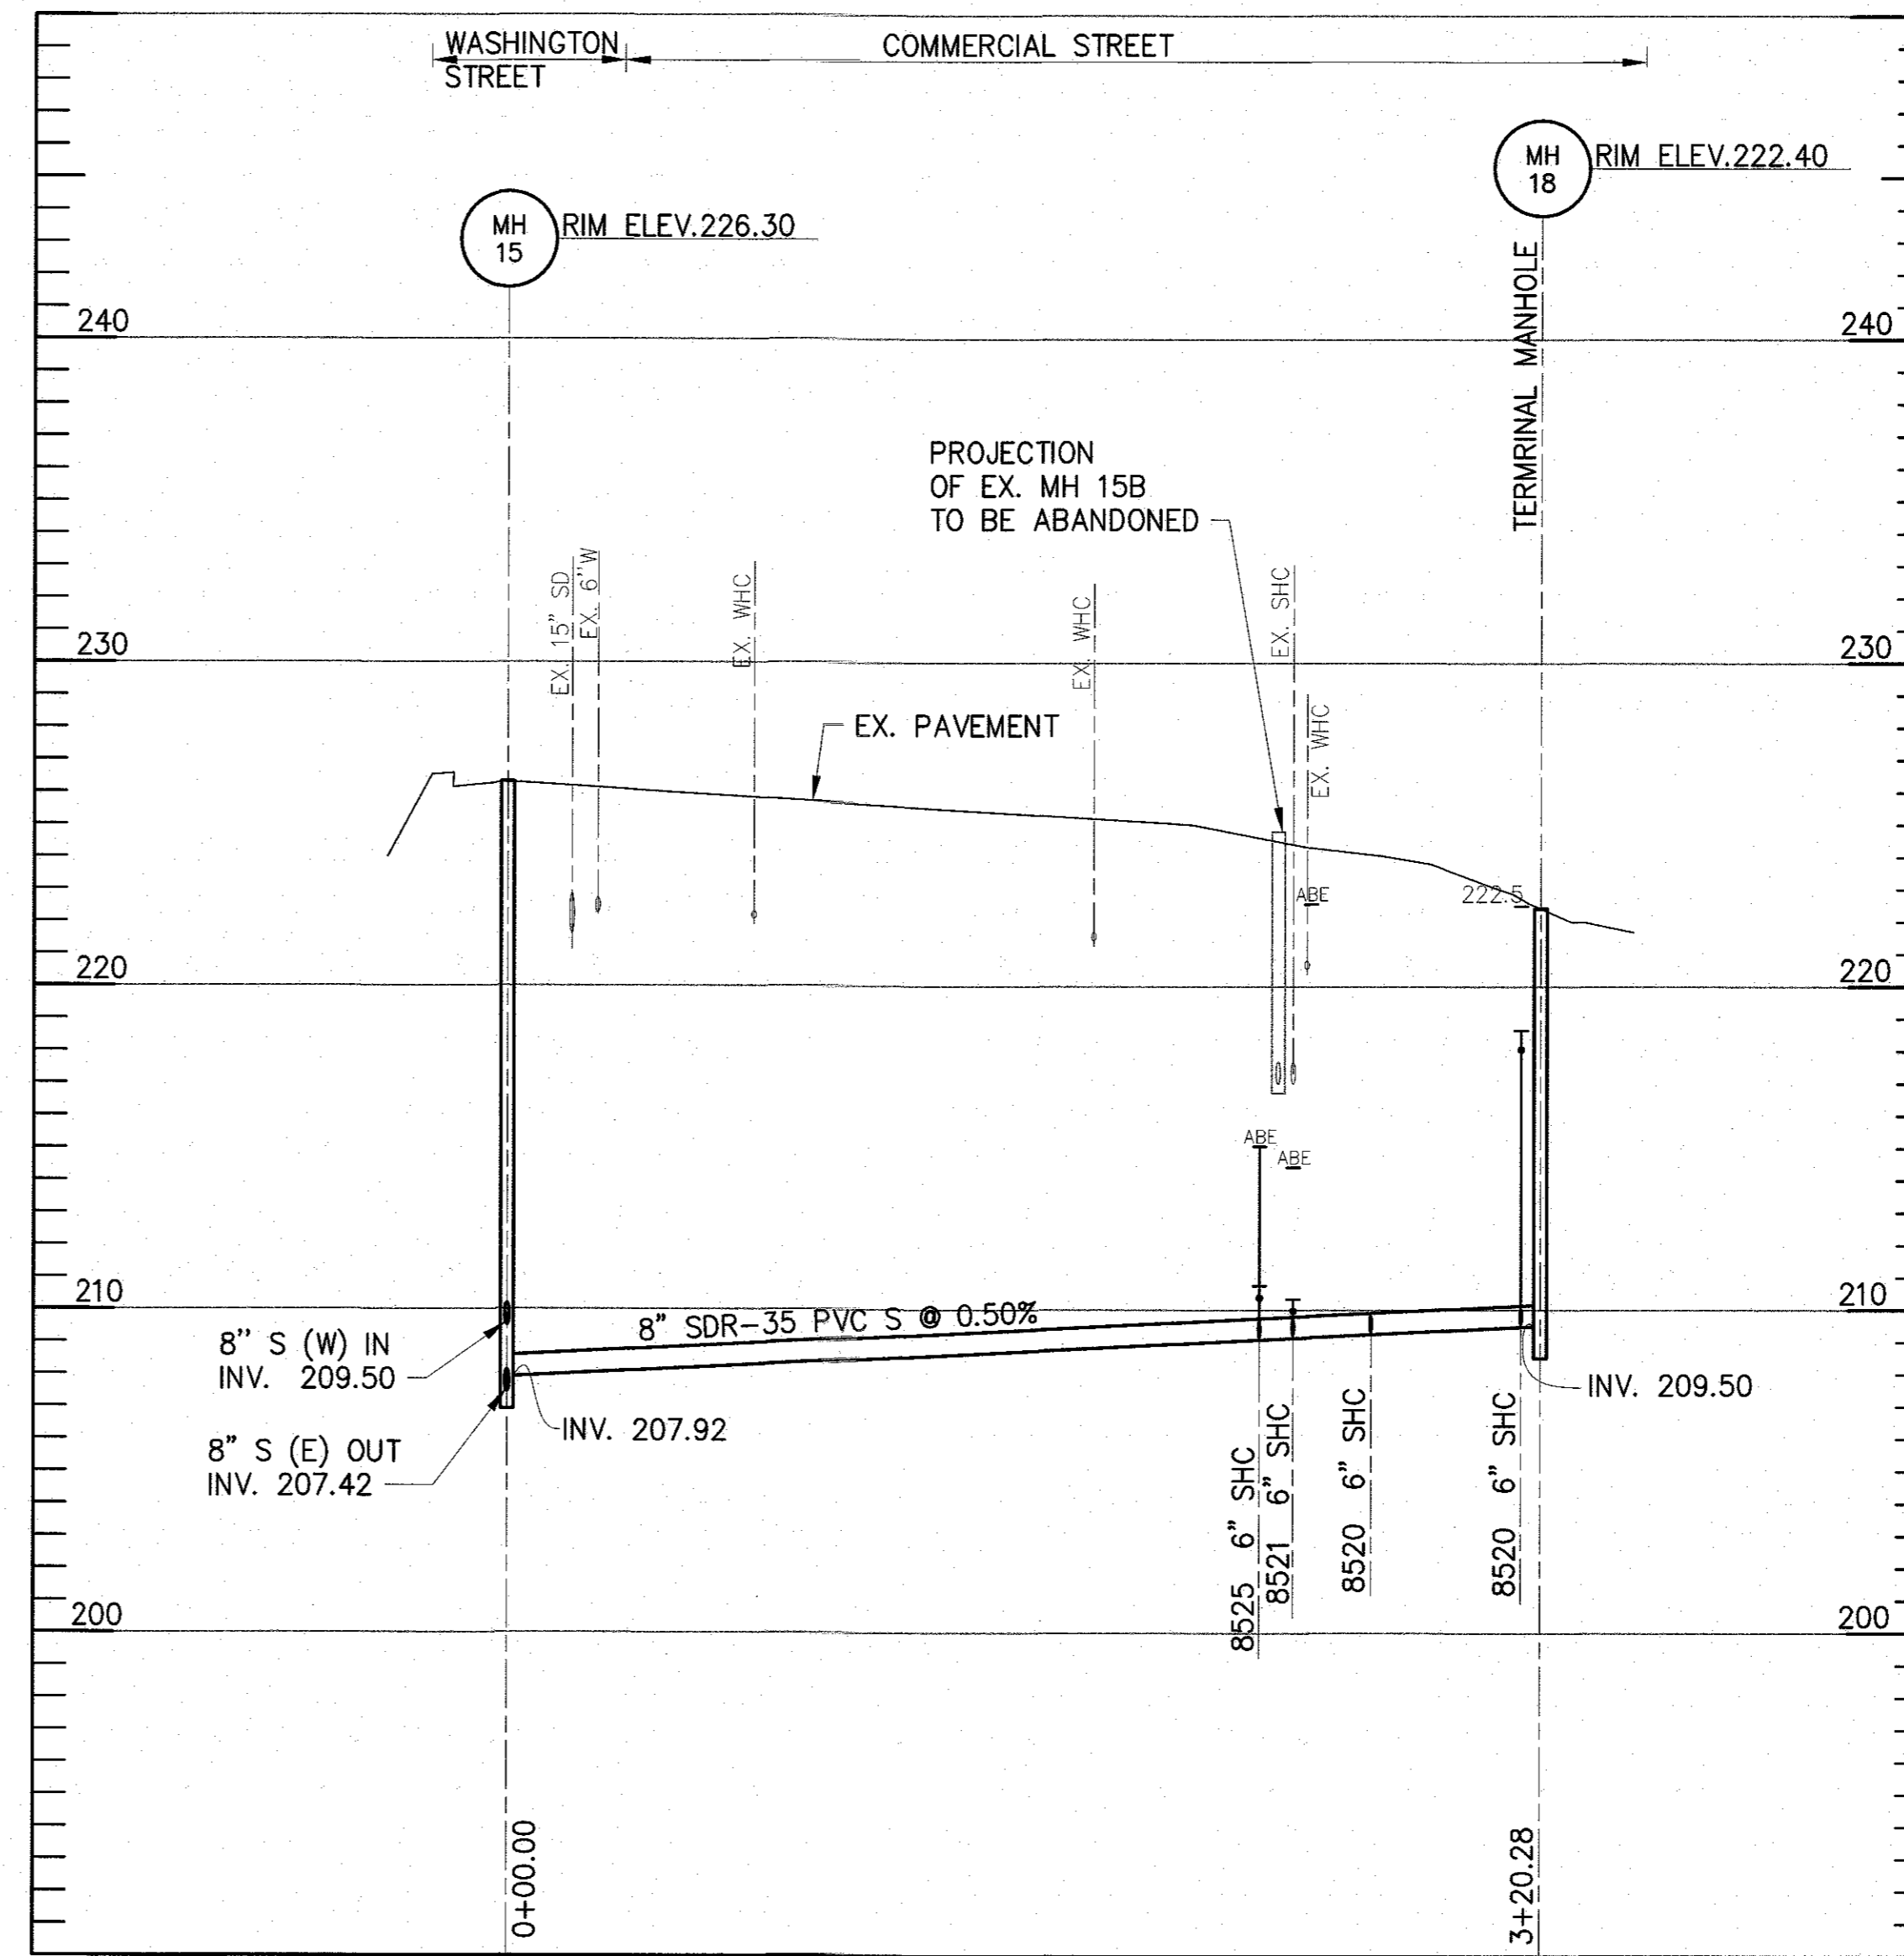 WASHINGTON
STREET
COMMERCIAL STREET
MH
15
RIM ELEV.226.30
MH
18
RIM ELEV.222.40
TERMRINAL MANHOLE
240
240
PROJECTION
OF EX. MH 15B
TO BE ABANDONED
EX. 15" SD
EX. 6"W
EX. WHC
EX. WHC
EX. SHC
EX. WHC
230
230
EX. PAVEMENT
ABE
222.5
220
220
ABE
ABE
210
210
8" SDR-35 PVC S @ 0.50%
8" S (W) IN
INV. 209.50
INV. 207.92
8" S (E) OUT
INV. 207.42
INV. 209.50
8525 6" SHC
8521 6" SHC
8520 6" SHC
8520 6" SHC
200
200
0+00.00
3+20.28